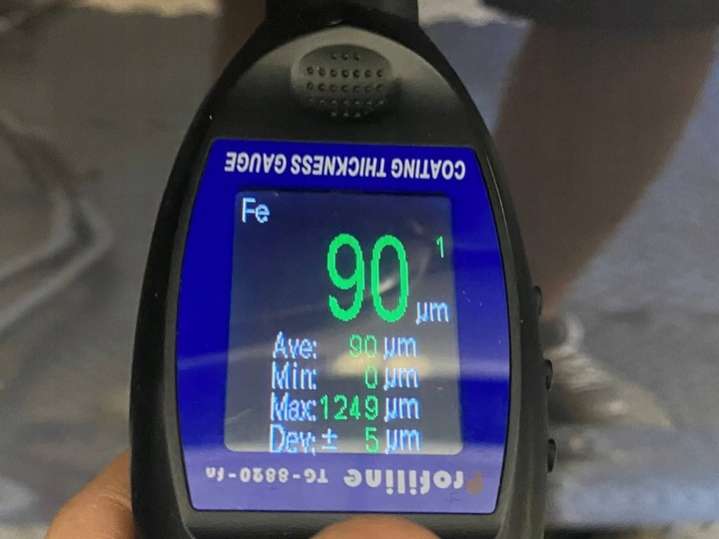 COATING THICKNESS GAUGE
Fe
1
90 µm
Ave: 90 µm
Min: 0 µm
Max:1249 µm
Dev:± 5 µm
Profiline TG-8820-fn